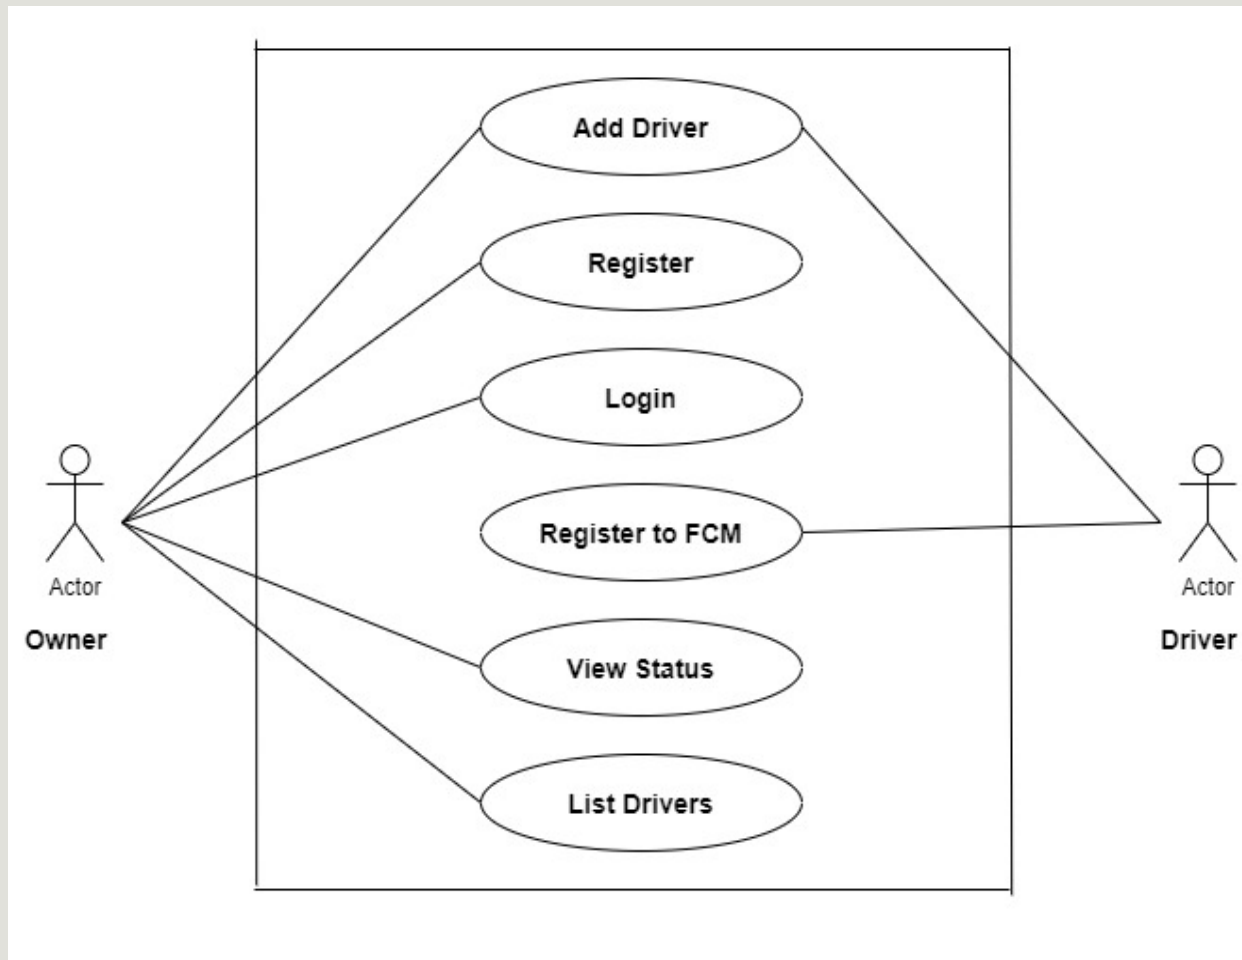 Add Driver
Register
Login
Register to FCM
View Status
List Drivers
Actor
Owner
Actor
Driver